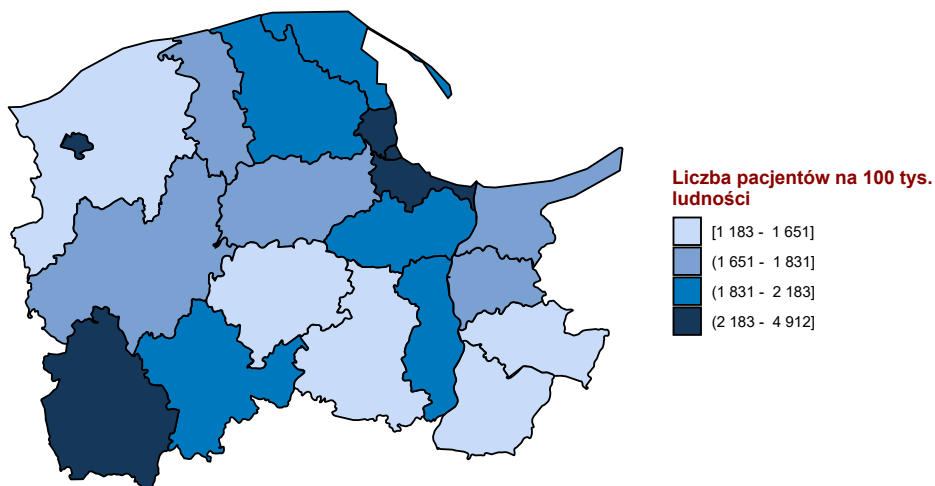 Liczba pacjentów na 100 tys.
ludności
[1 183 - 1 651]
(1 651 - 1 831]
(1 831 - 2 183]
(2 183 - 4 912]